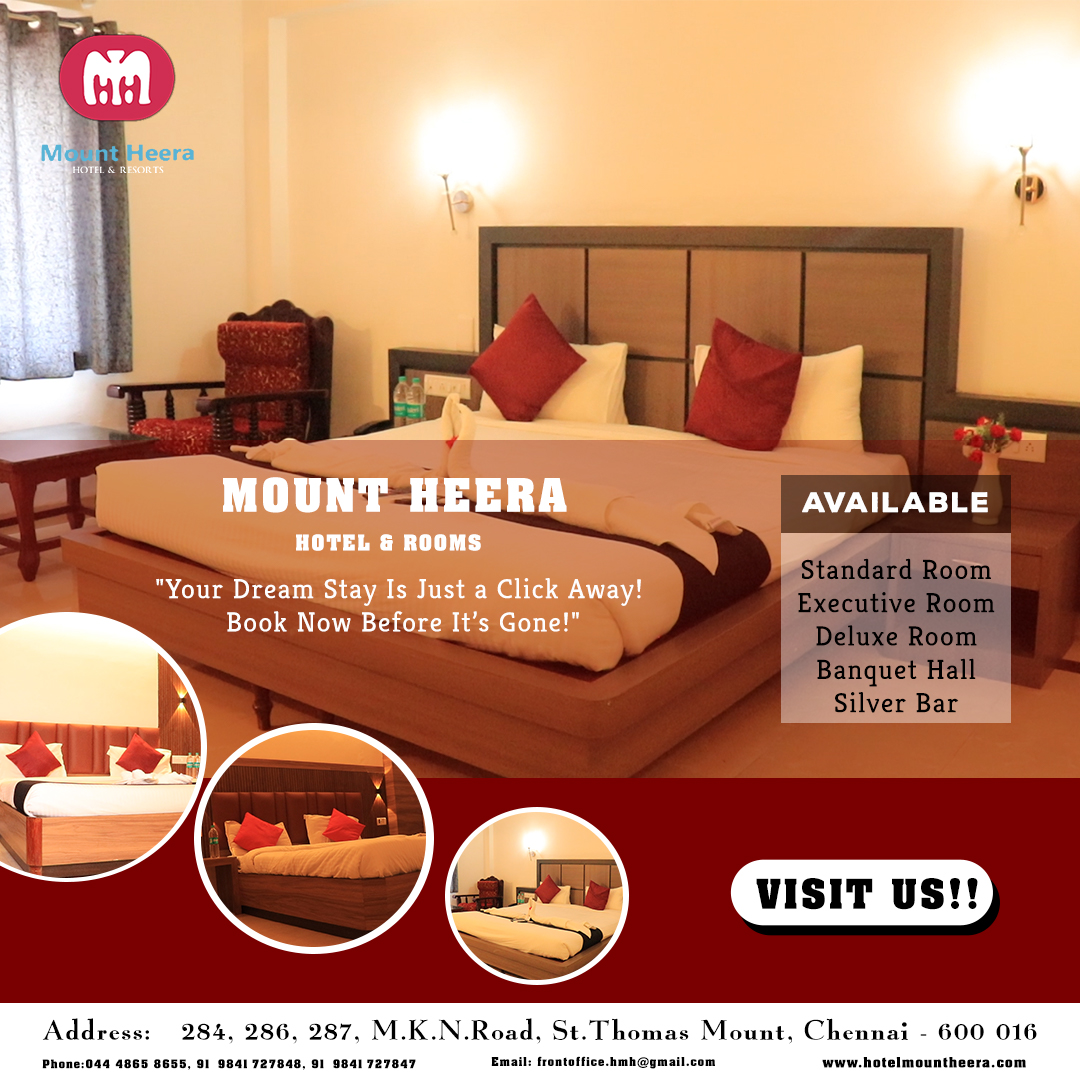 Mount Heera
HOTEL & RESORTS
MOUNT HEERA
HOTEL & ROOMS
"Your Dream Stay Is Just a Click Away!
Book Now Before It’s Gone!"
AVAILABLE
Standard Room
Executive Room
Deluxe Room
Banquet Hall
Silver Bar
VISIT US!!
Address: 284, 286, 287, M.K.N.Road, St.Thomas Mount, Chennai - 600 016
Phone:044 4865 8655, 91 9841 727848, 91 9841 727847 Email: frontoffice.hmh@gmail.com www.hotelmountheera.com